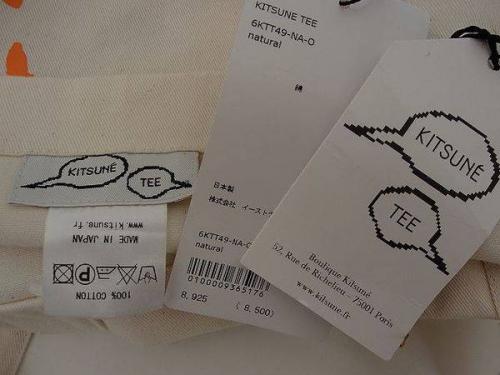 KITSUNE TEE
6KTT49-NA-O
natural
綿
日本製
株式会社 イースト
6KTT49-NA-O
natural
0100009365176
8,925
(8,500)
KITSUNÉ
TEE
Boutique Kitsuné
52, Rue de Richelieu - 75001 Paris
www.kitsune.fr
KITSUNÉ
TEE
www.kitsune.fr
MADE IN JAPAN
100% COTTON